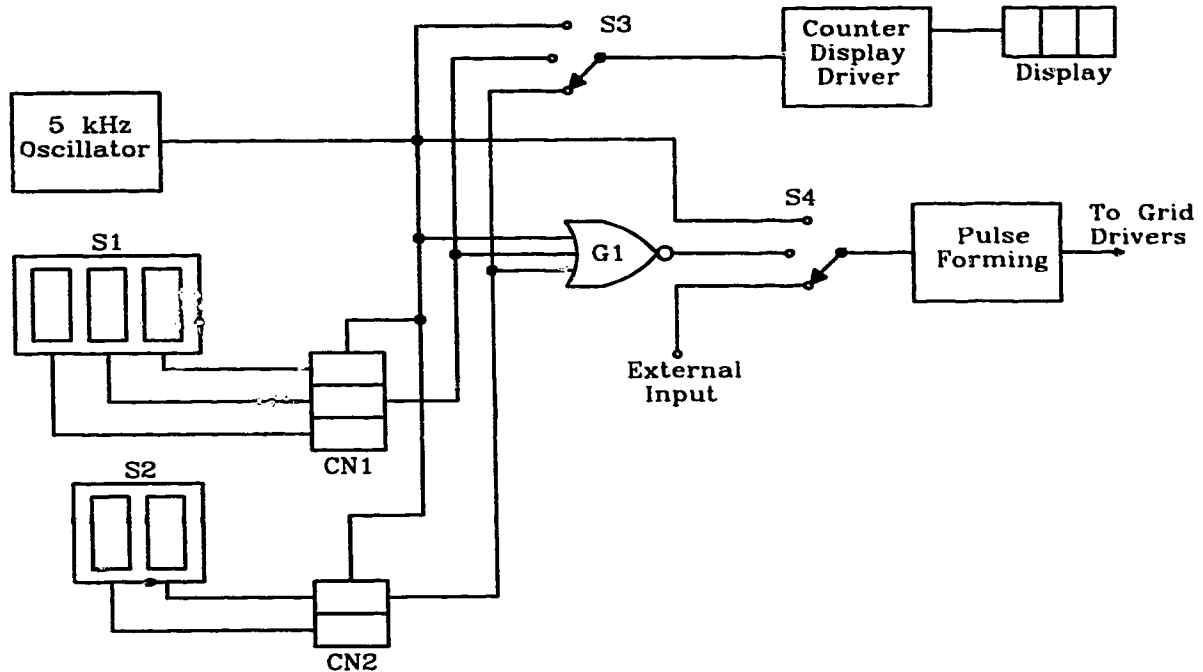 S3
Counter
Display
Driver
Display
5 kHz
Oscillator
S4
To Grid
Drivers
G1
Pulse
Forming
S1
External
Input
CN1
S2
CN2